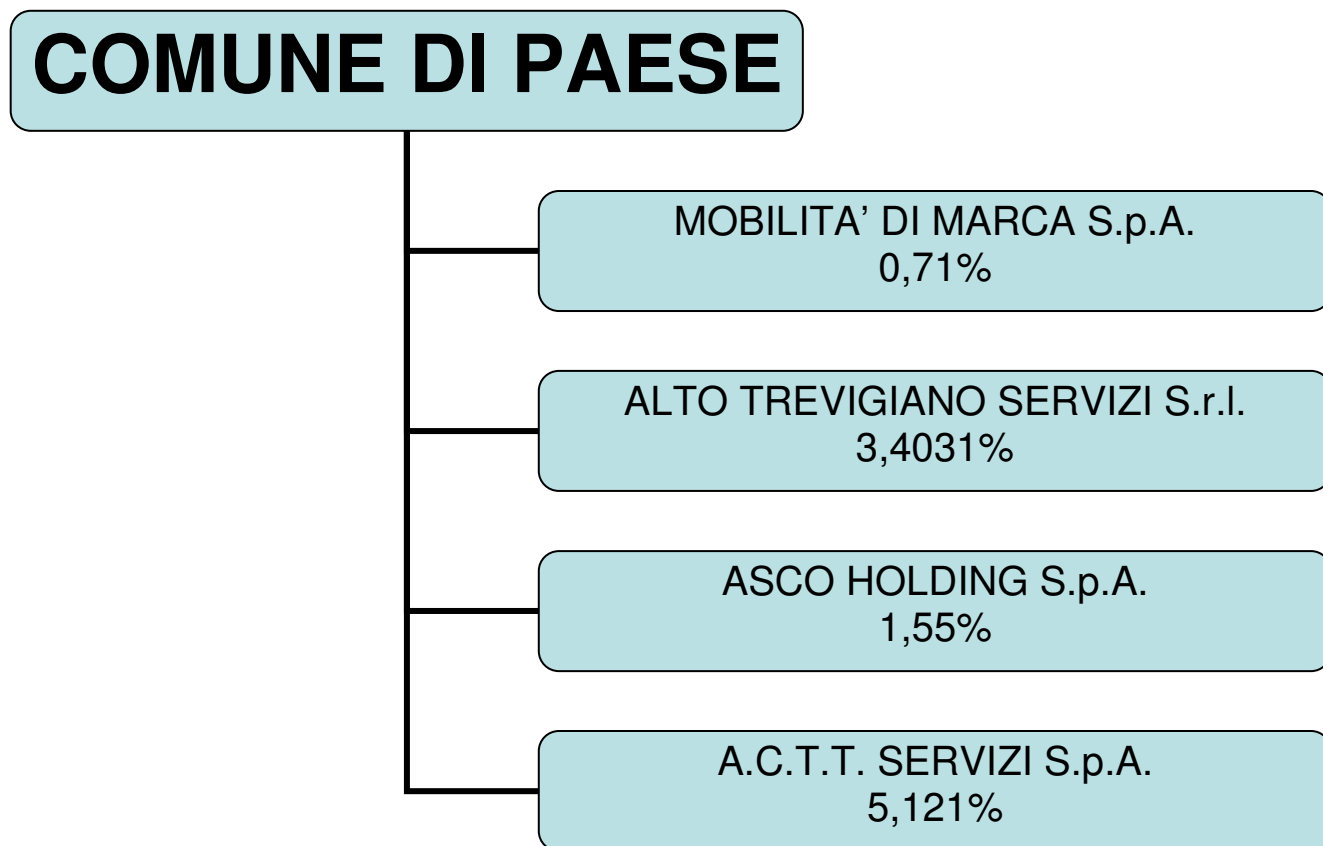 COMUNE DI PAESE
MOBILITA’ DI MARCA S.p.A.
0,71%
ALTO TREVIGIANO SERVIZI S.r.l.
3,4031%
ASCO HOLDING S.p.A.
1,55%
A.C.T.T. SERVIZI S.p.A.
5,121%